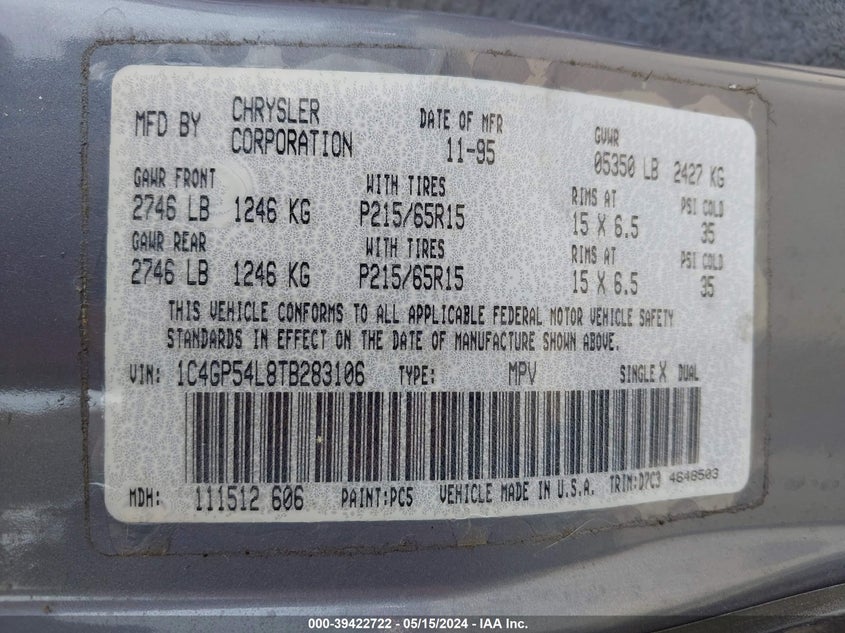 MFD BY CHRYSLER CORPORATION DATE OF MFR 11-95 GVWR 05350 LB 2427 KG
GAWR FRONT WITH TIRES RIMS AT PSI COLD
2746 LB 1246 KG P215/65R15 15 X 6.5 35
GAWR REAR WITH TIRES RIMS AT PSI COLD
2746 LB 1246 KG P215/65R15 15 X 6.5 35
THIS VEHICLE CONFORMS TO ALL APPLICABLE FEDERAL MOTOR VEHICLE SAFETY
STANDARDS IN EFFECT ON THE DATE OF MANUFACTURE SHOWN ABOVE.
VIN: 1C4GP54L8TB283106 TYPE: MPV SINGLE X DUAL
MDH: 111512 606 PAINT:PC5 VEHICLE MADE IN U.S.A. TRIM:D7C3 4648503
000-39422722 - 05/15/2024 - IAA Inc.